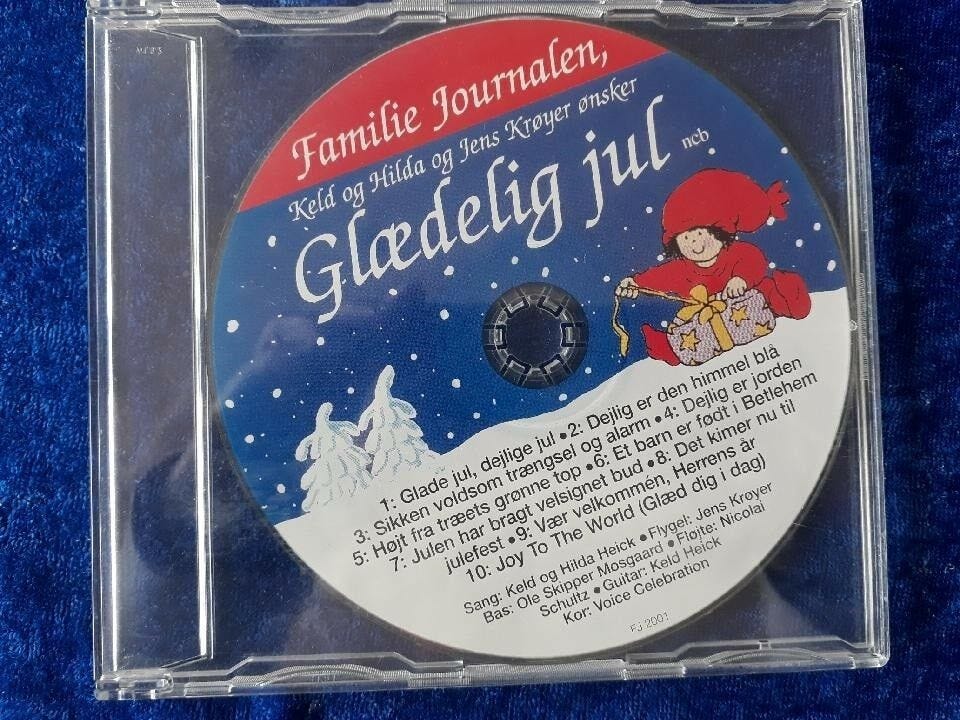 Familie Journalen,
Keld og Hilda og Jens Krøyer ønsker
Glædelig jul ncb
1: Glade jul, dejlige jul • 2: Dejlig er den himmel blå
3: Sikken voldsom trængsel og alarm • 4: Dejlig er jorden
5: Højt fra træets grønne top • 6: Et barn er født i Betlehem
7: Julen har bragt velsignet bud • 8: Det kimer nu til
julefest • 9: Vær velkommen, Herrens år
10: Joy To The World (Glæd dig i dag)
Sang: Keld og Hilda Heick • Flygel: Jens Krøyer
Bas: Ole Skipper Mosgaard • Fløjte: Nicolai
Schultz • Guitar: Keld Heick
Kor: Voice Celebration
FJ 2001